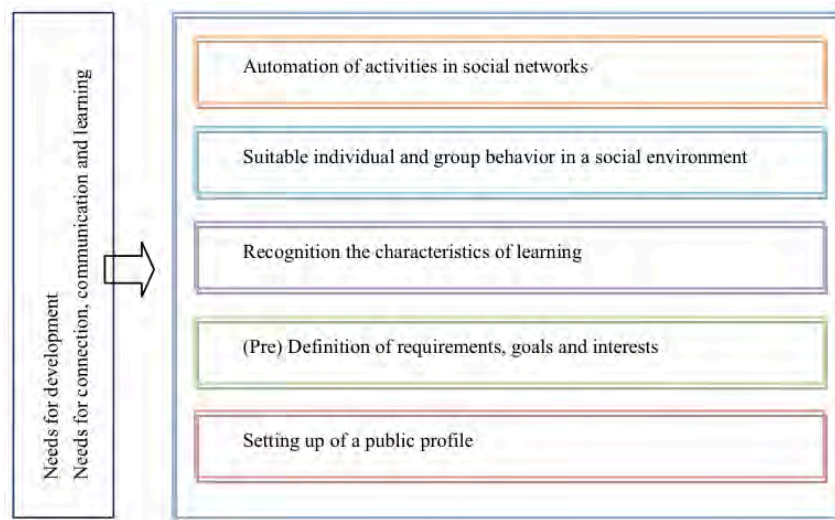 Needs for development
Needs for connection, communication and learning
Automation of activities in social networks
Suitable individual and group behavior in a social environment
Recognition the characteristics of learning
(Pre) Definition of requirements, goals and interests
Setting up of a public profile